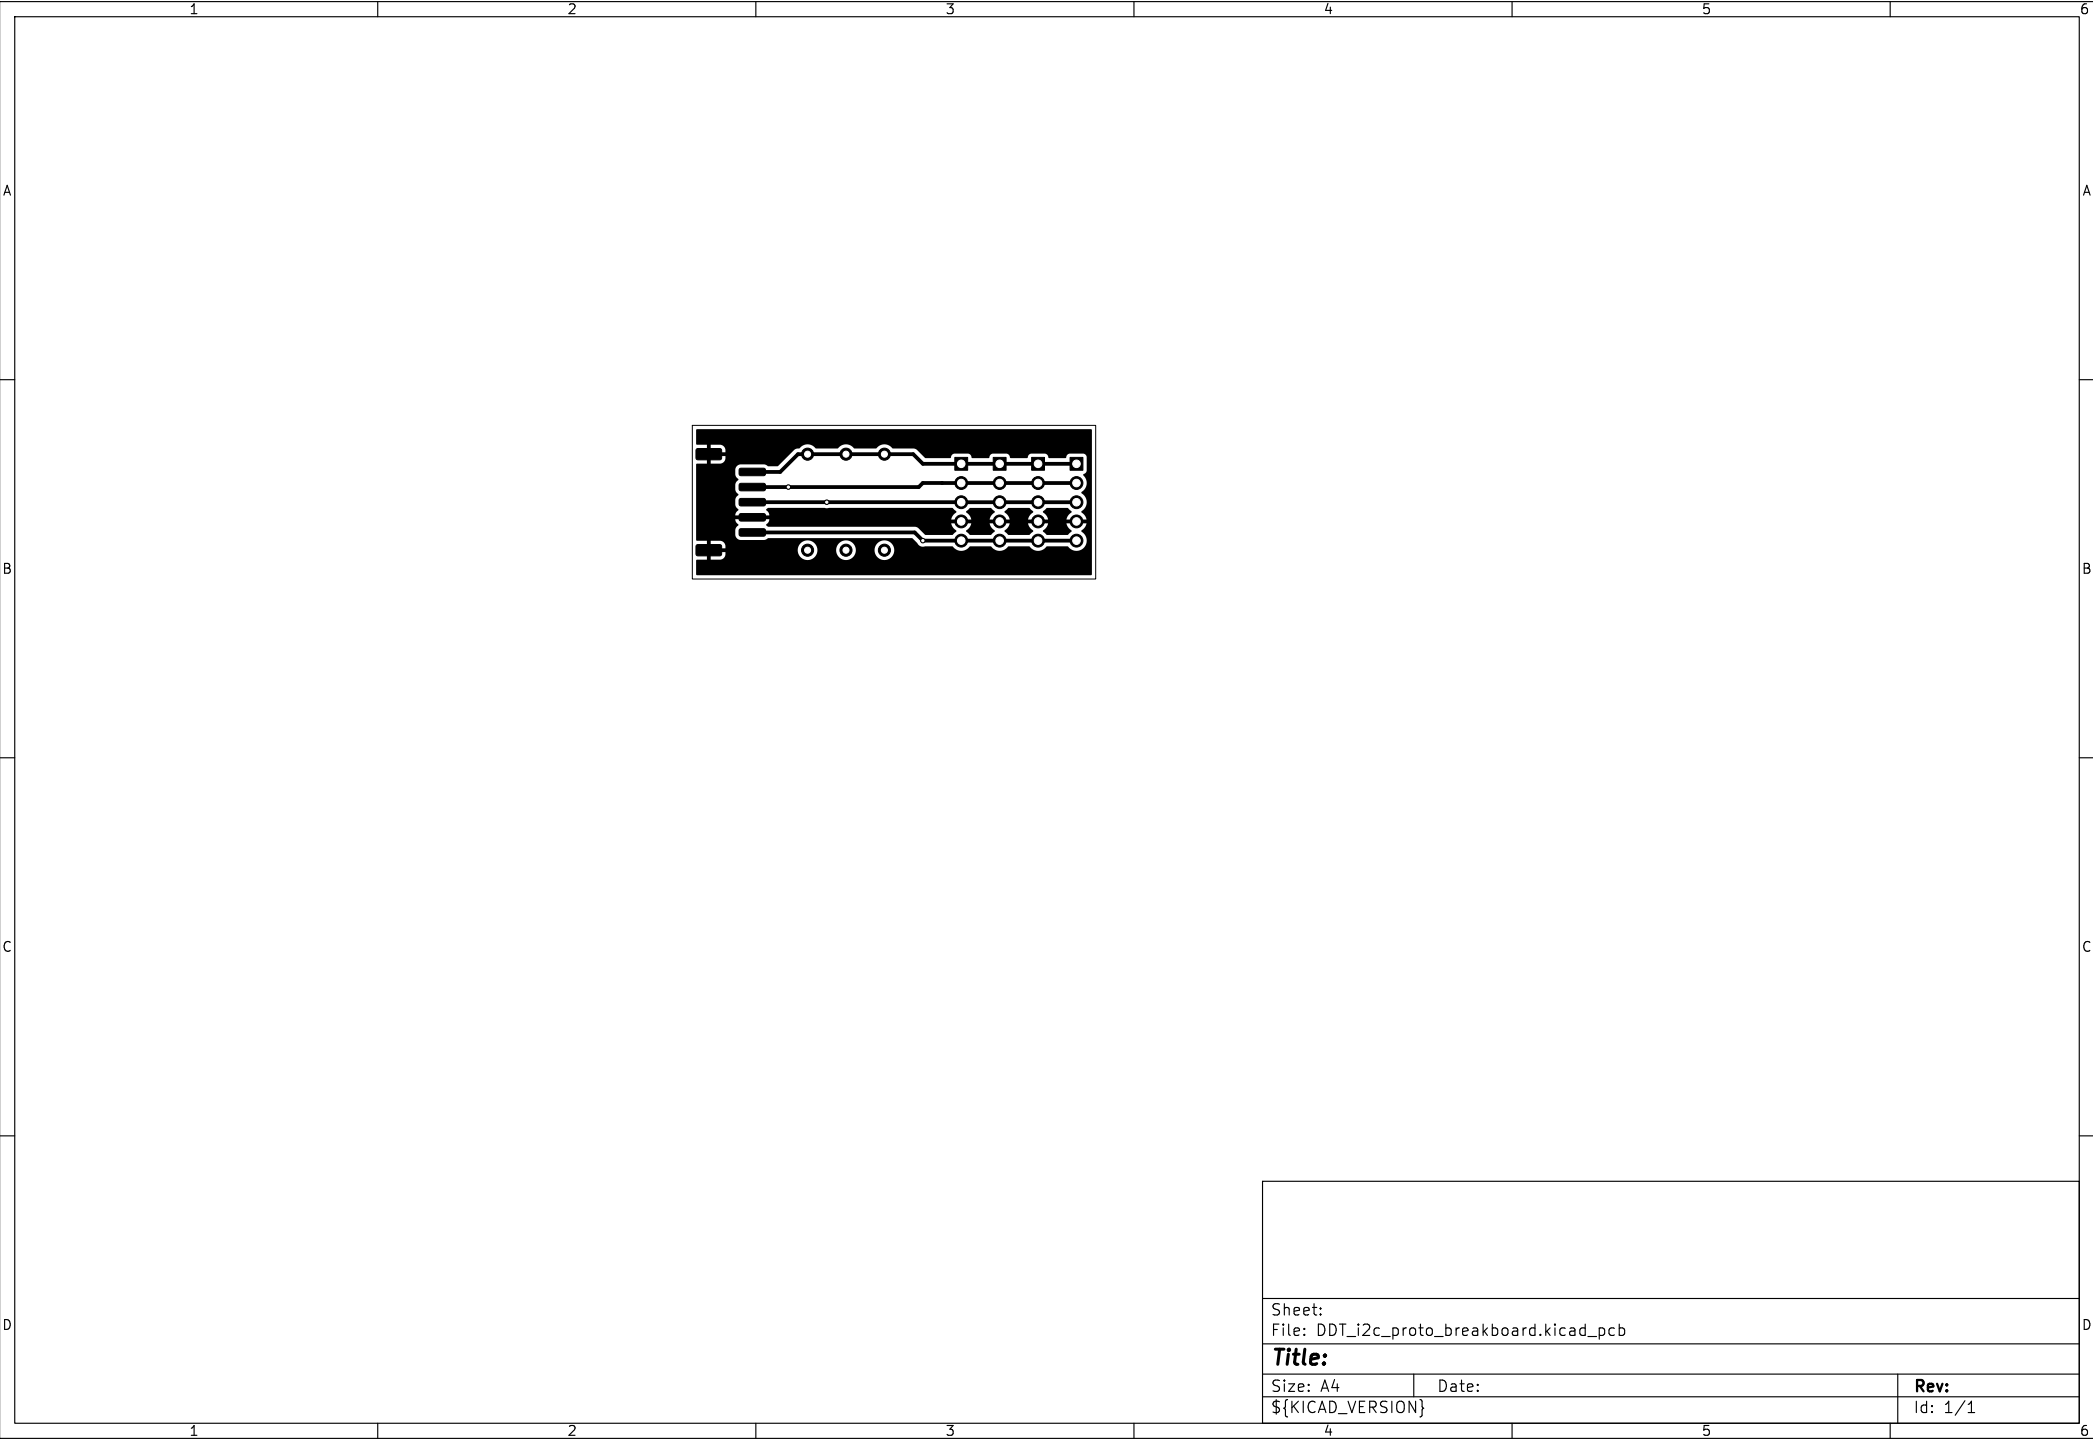 1 2 3 4 5 6
A A
B B
C C
D D
Sheet:
File: DDT_i2c_proto_breakboard.kicad_pcb
Title:
Size: A4 Date: Rev:
${KICAD_VERSION} Id: 1/1
1 2 3 4 5 6